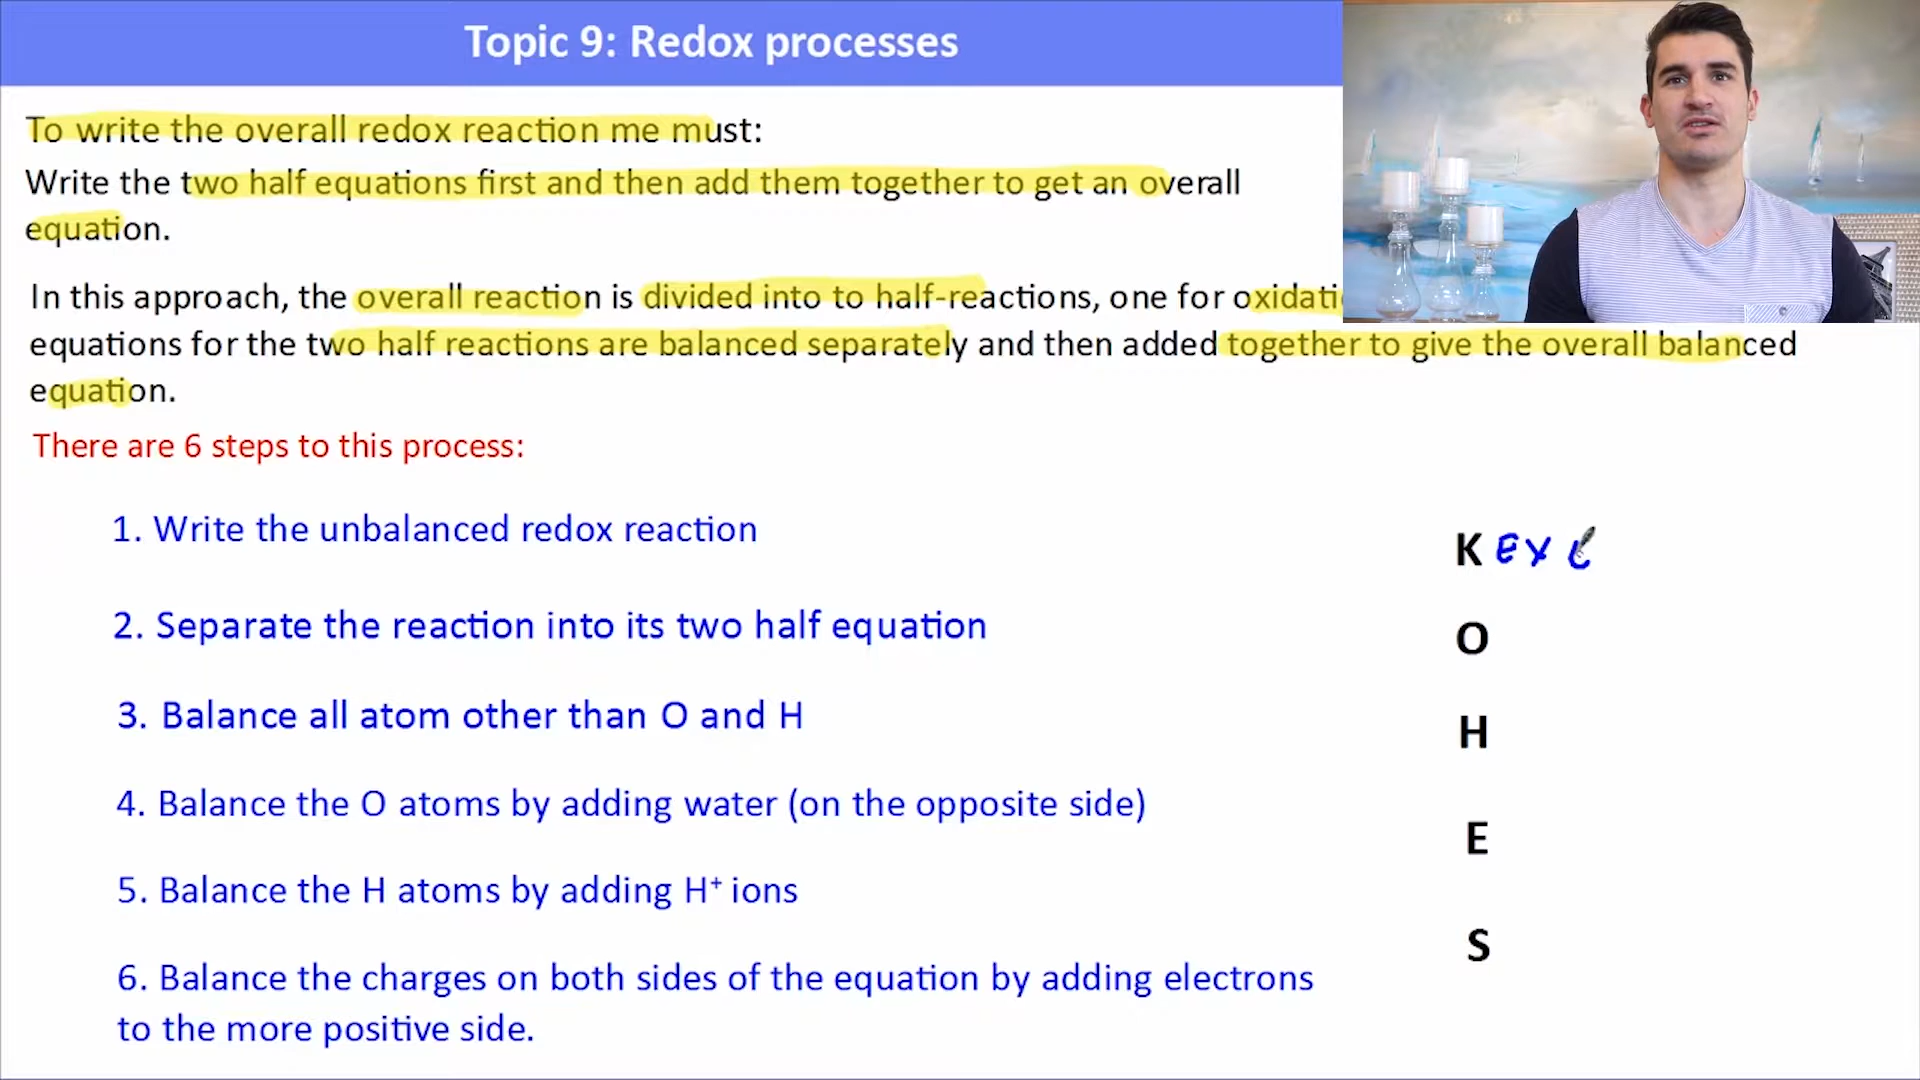 Topic 9: Redox processes
To write the overall redox reaction me must:
Write the two half equations first and then add them together to get an overall
equation.
In this approach, the overall reaction is divided into to half-reactions, one for oxidati
equations for the two half reactions are balanced separately and then added together to give the overall balanced
equation.
There are 6 steps to this process:
1. Write the unbalanced redox reaction
K ex
2. Separate the reaction into its two half equation
O
3. Balance all atom other than O and H
H
4. Balance the O atoms by adding water (on the opposite side)
E
5. Balance the H atoms by adding H⁺ ions
S
6. Balance the charges on both sides of the equation by adding electrons
to the more positive side.